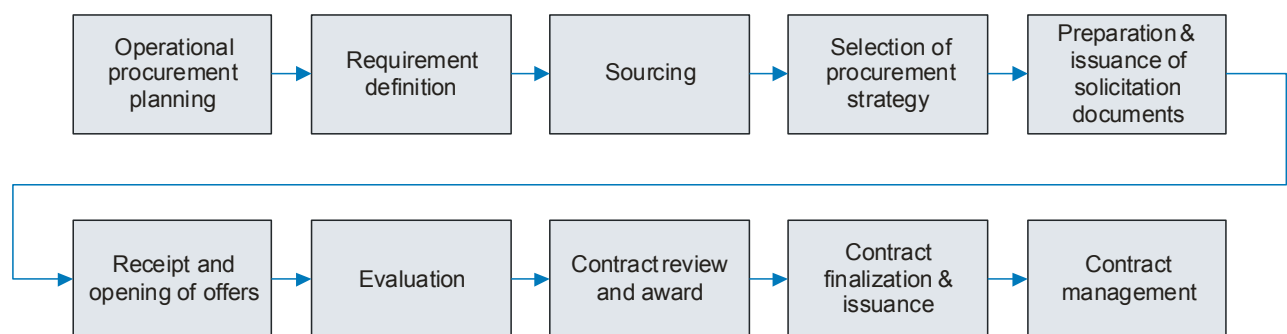 Operational
procurement
planning
Requirement
definition
Sourcing
Selection of
procurement
strategy
Preparation &
issuance of
solicitation
documents
Receipt and
opening of offers
Evaluation
Contract review
and award
Contract
finalization &
issuance
Contract
management